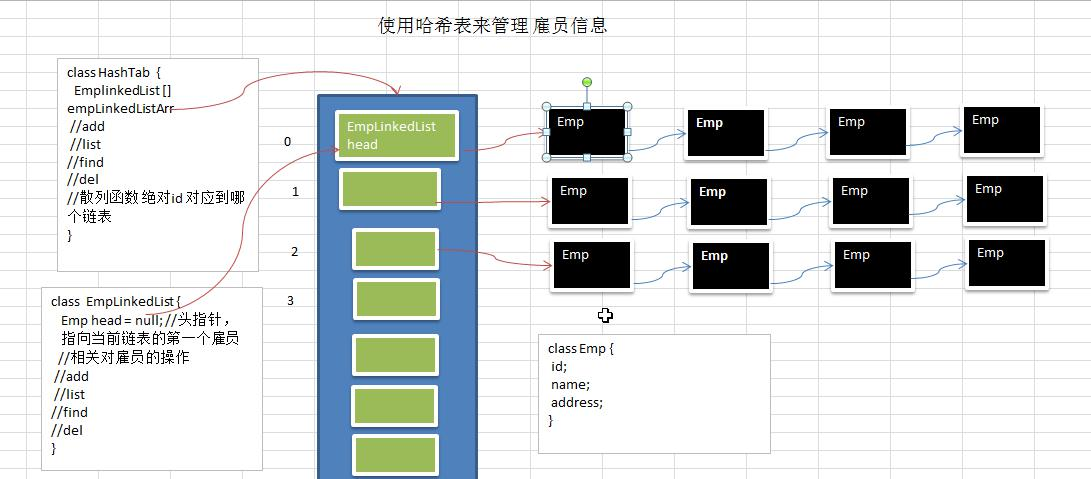 使用哈希表来管理 雇员信息
class HashTab {
EmplinkedList []
empLinkedListArr
//add
//list
//find
//del
//散列函数 绝对id 对应到哪
个链表
}
class EmpLinkedList {
Emp head = null; //头指针，
指向当前链表的第一个雇员
//相关对雇员的操作
//add
//list
//find
//del
}
0
1
2
3
EmpLinkedList
head
Emp
Emp
Emp
Emp
Emp
Emp
Emp
Emp
Emp
Emp
Emp
Emp
class Emp {
id;
name;
address;
}